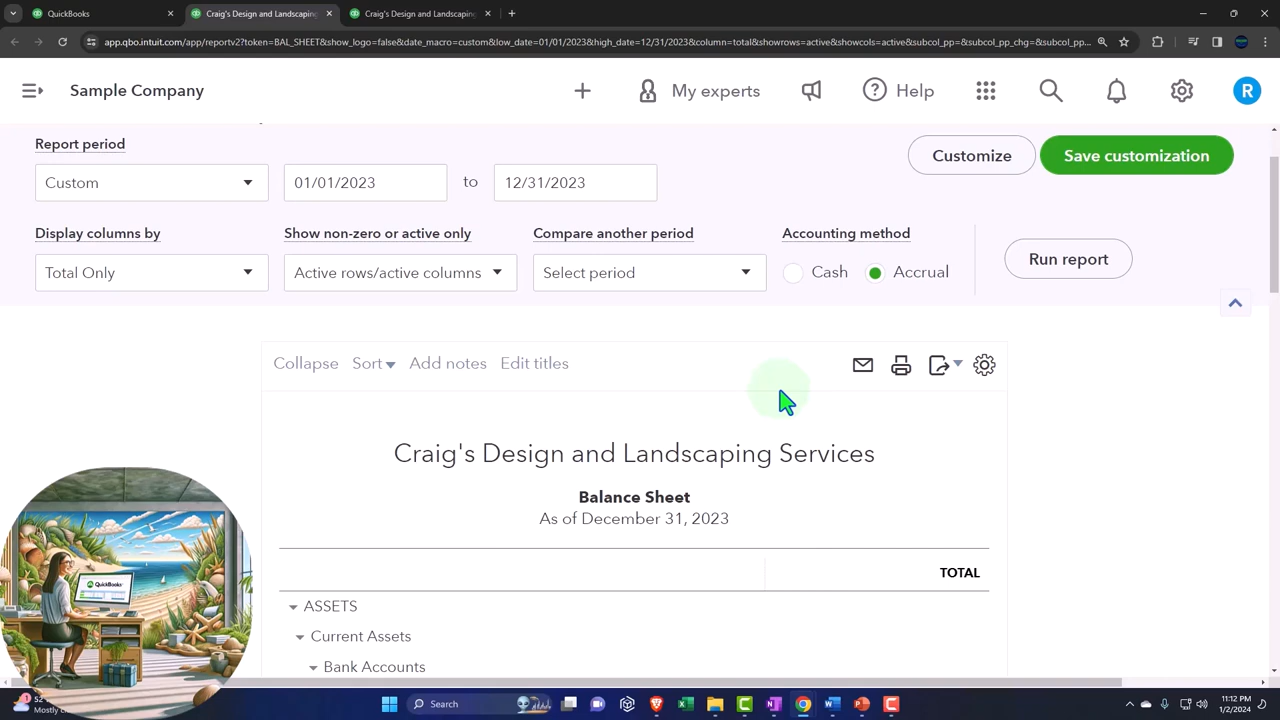 QuickBooks
Craig's Design and Landscaping
Craig's Design and Landscaping
app.qbo.intuit.com/app/reportv2?token=BAL_SHEET&show_logo=false&date_macro=custom&low_date=01/01/2023&high_date=12/31/2023&column=total&showrows=active&showcols=active&subcol_pp=&subcol_pp_chg=&subcol_pp...
Sample Company
My experts
Help
R
Report period
Customize
Save customization
Custom
01/01/2023
to
12/31/2023
Display columns by
Show non-zero or active only
Compare another period
Accounting method
Total Only
Active rows/active columns
Select period
Cash
Accrual
Run report
Collapse
Sort
Add notes
Edit titles
Craig's Design and Landscaping Services
Balance Sheet
As of December 31, 2023
TOTAL
ASSETS
Current Assets
Bank Accounts
QuickBooks
Search
11:12 PM
1/2/2024